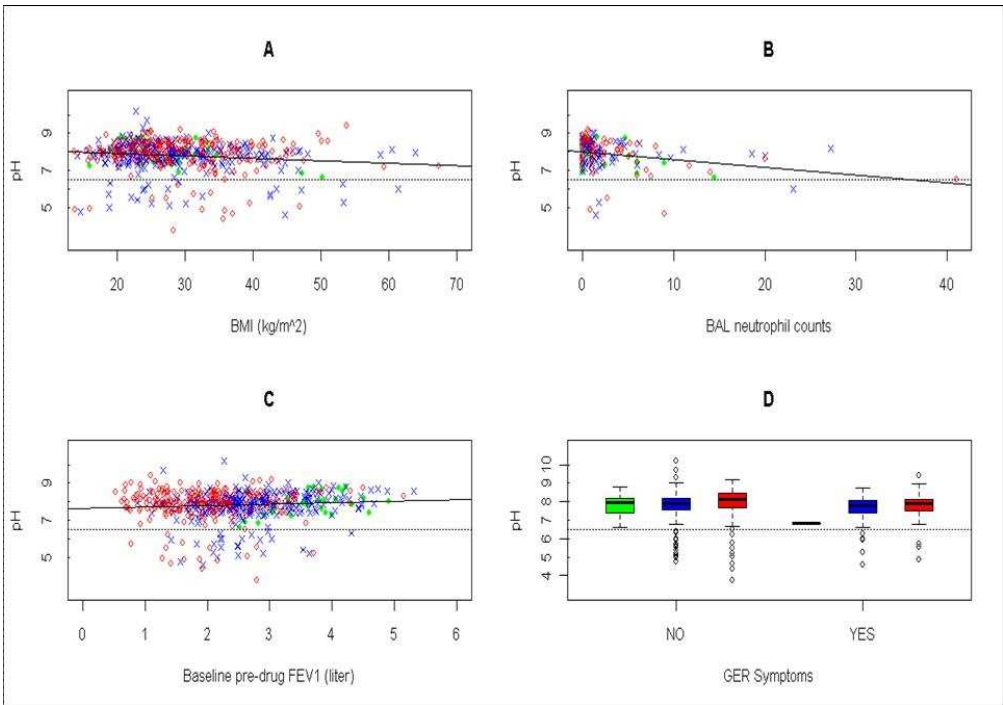 A
pH
9
7
5
20 30 40 50 60 70
BMI (kg/m^2)
B
pH
9
7
5
0 10 20 30 40
BAL neutrophil counts
C
pH
9
7
5
0 1 2 3 4 5 6
Baseline pre-drug FEV1 (liter)
D
pH
10
8
7
6
4
NO YES
GER Symptoms